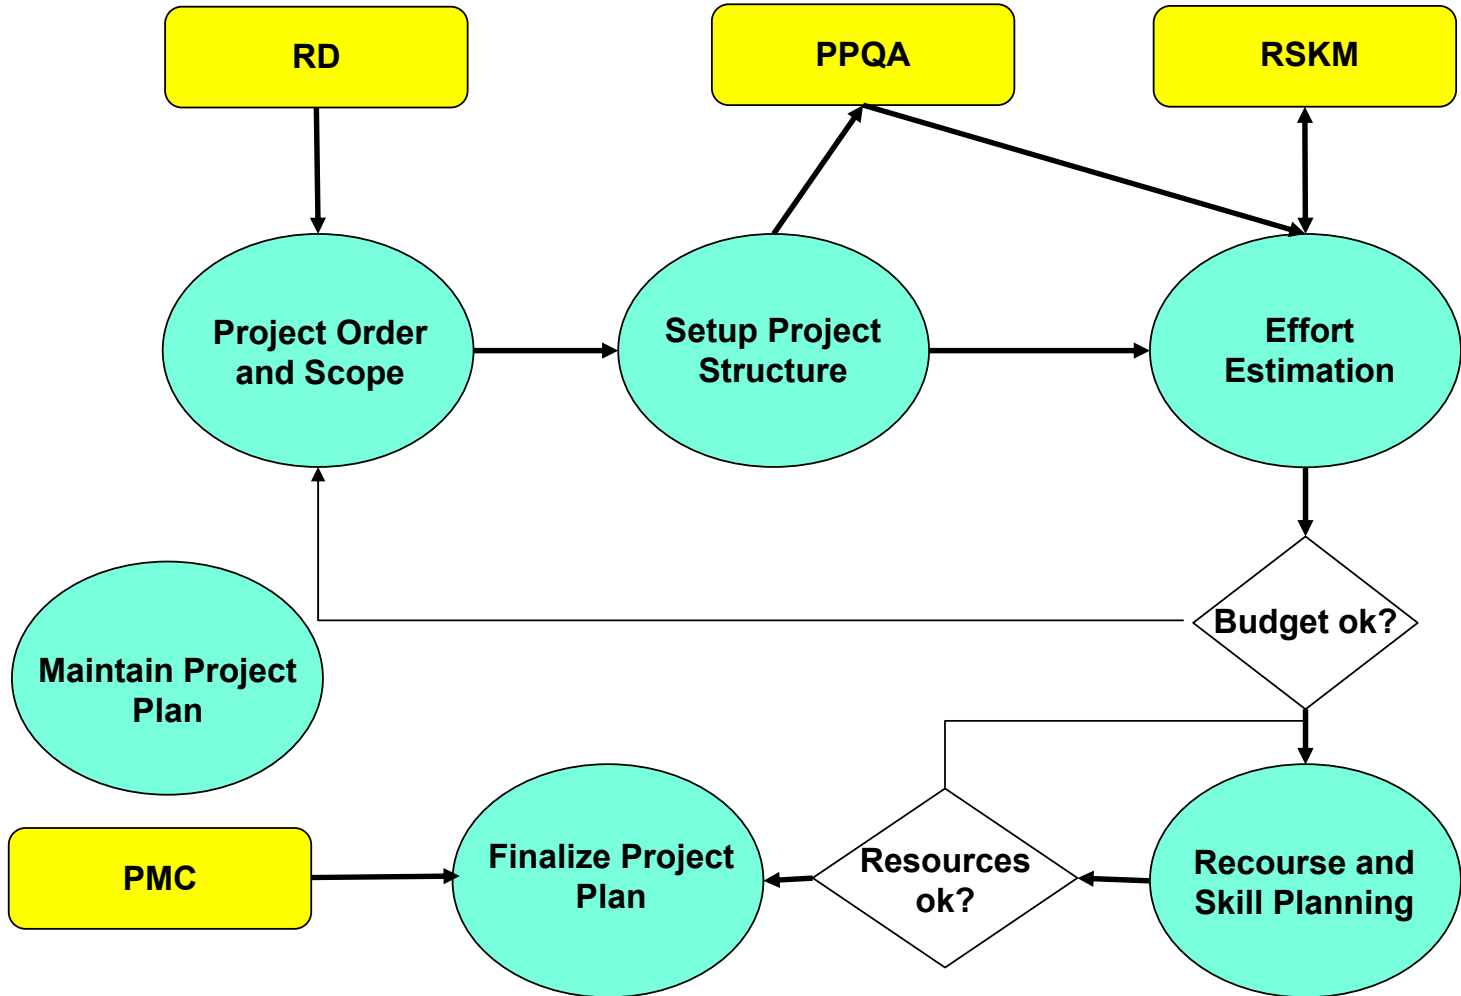 RD
PPQA
RSKM
Project Order
and Scope
Setup Project
Structure
Effort
Estimation
Budget ok?
Maintain Project
Plan
PMC
Finalize Project
Plan
Resources
ok?
Recourse and
Skill Planning